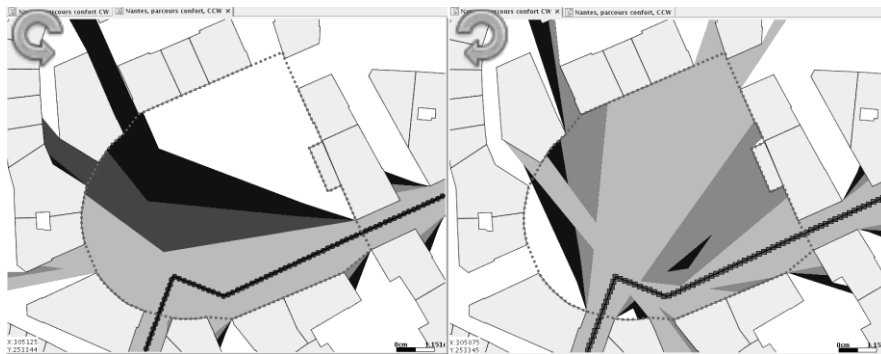 Nantes, parcours confort CW Nantes, parcours confort, CCW ×
X:305125
Y:253344
0cm
Nantes, parcours confort CW × Nantes, parcours confort, CCW
X:305075
Y:253345
0cm